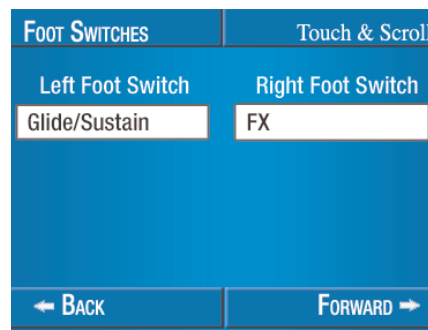 FOOT SWITCHES
Touch & Scroll
Left Foot Switch
Right Foot Switch
Glide/Sustain
FX
BACK
FORWARD